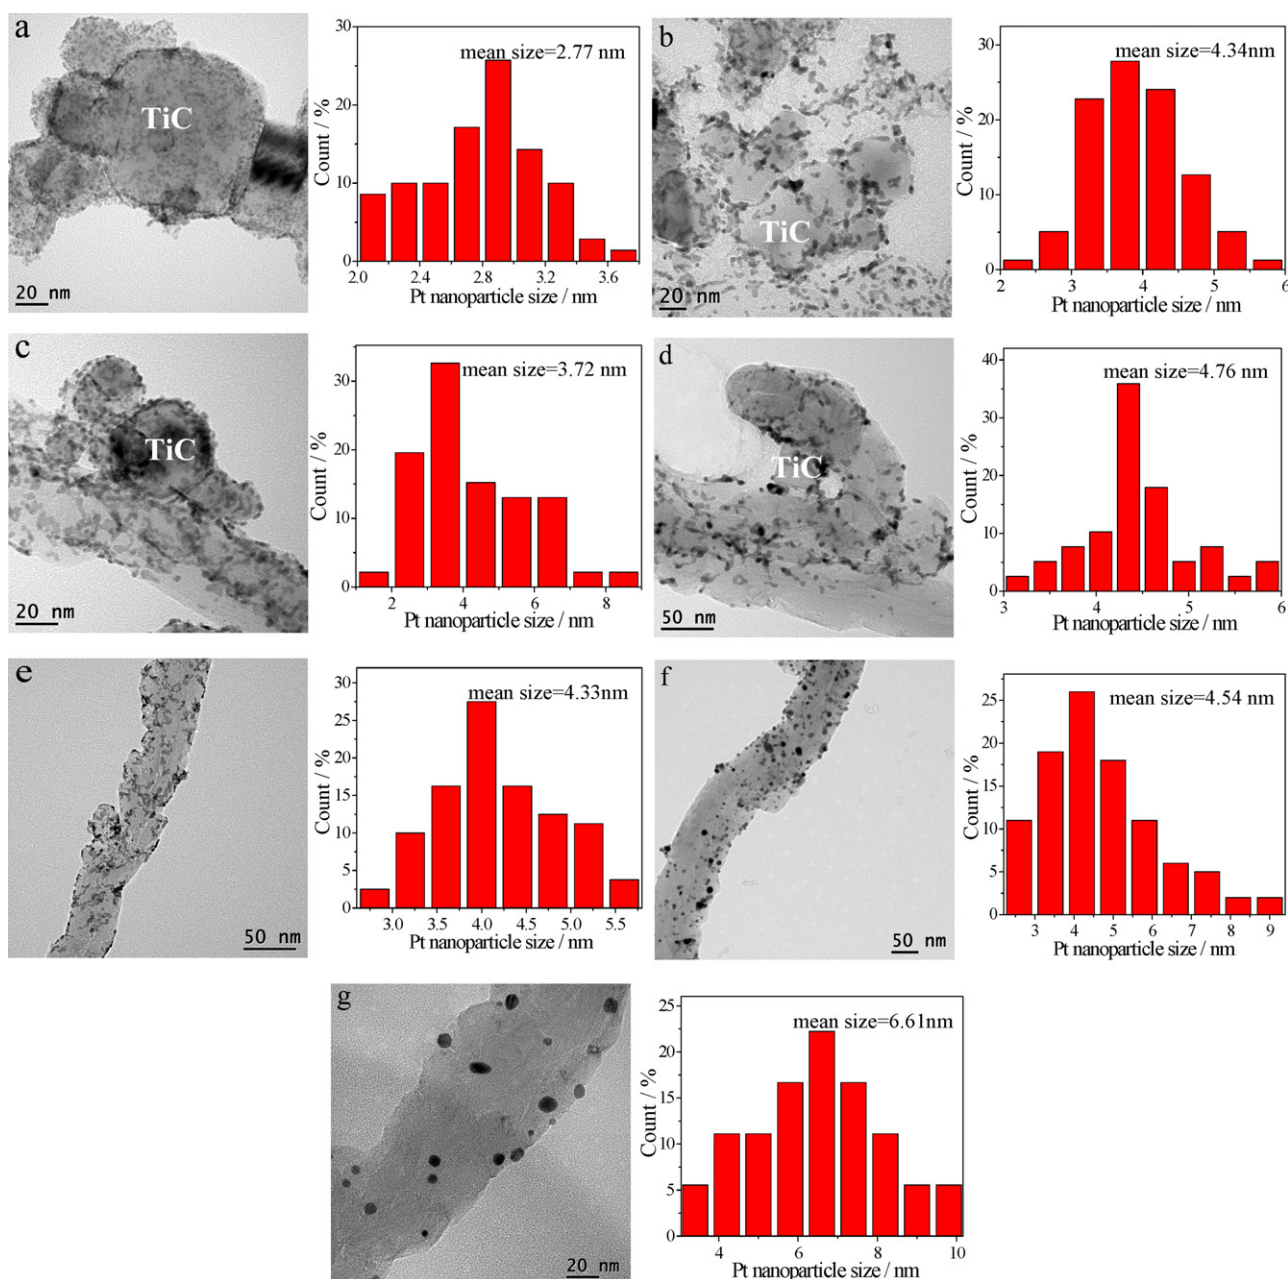 a
TiC
20 nm
30
20
10
0
Count / %
mean size=2.77 nm
2.0 2.4 2.8 3.2 3.6
Pt nanoparticle size / nm
b
TiC
20 nm
30
20
10
0
Count / %
mean size=4.34nm
2 3 4 5 6
Pt nanoparticle size / nm
c
TiC
20 nm
30
20
10
0
Count / %
mean size=3.72 nm
2 4 6 8
Pt nanoparticle size / nm
d
TiC
50 nm
40
30
20
10
0
Count / %
mean size=4.76 nm
3 4 5 6
Pt nanoparticle size / nm
e
50 nm
30
25
20
15
10
5
0
Count / %
mean size=4.33nm
3.0 3.5 4.0 4.5 5.0 5.5
Pt nanoparticle size / nm
f
50 nm
25
20
15
10
5
0
Count / %
mean size=4.54 nm
3 4 5 6 7 8 9
Pt nanoparticle size / nm
g
20 nm
25
20
15
10
5
0
Count / %
mean size=6.61nm
4 6 8 10
Pt nanoparticle size / nm